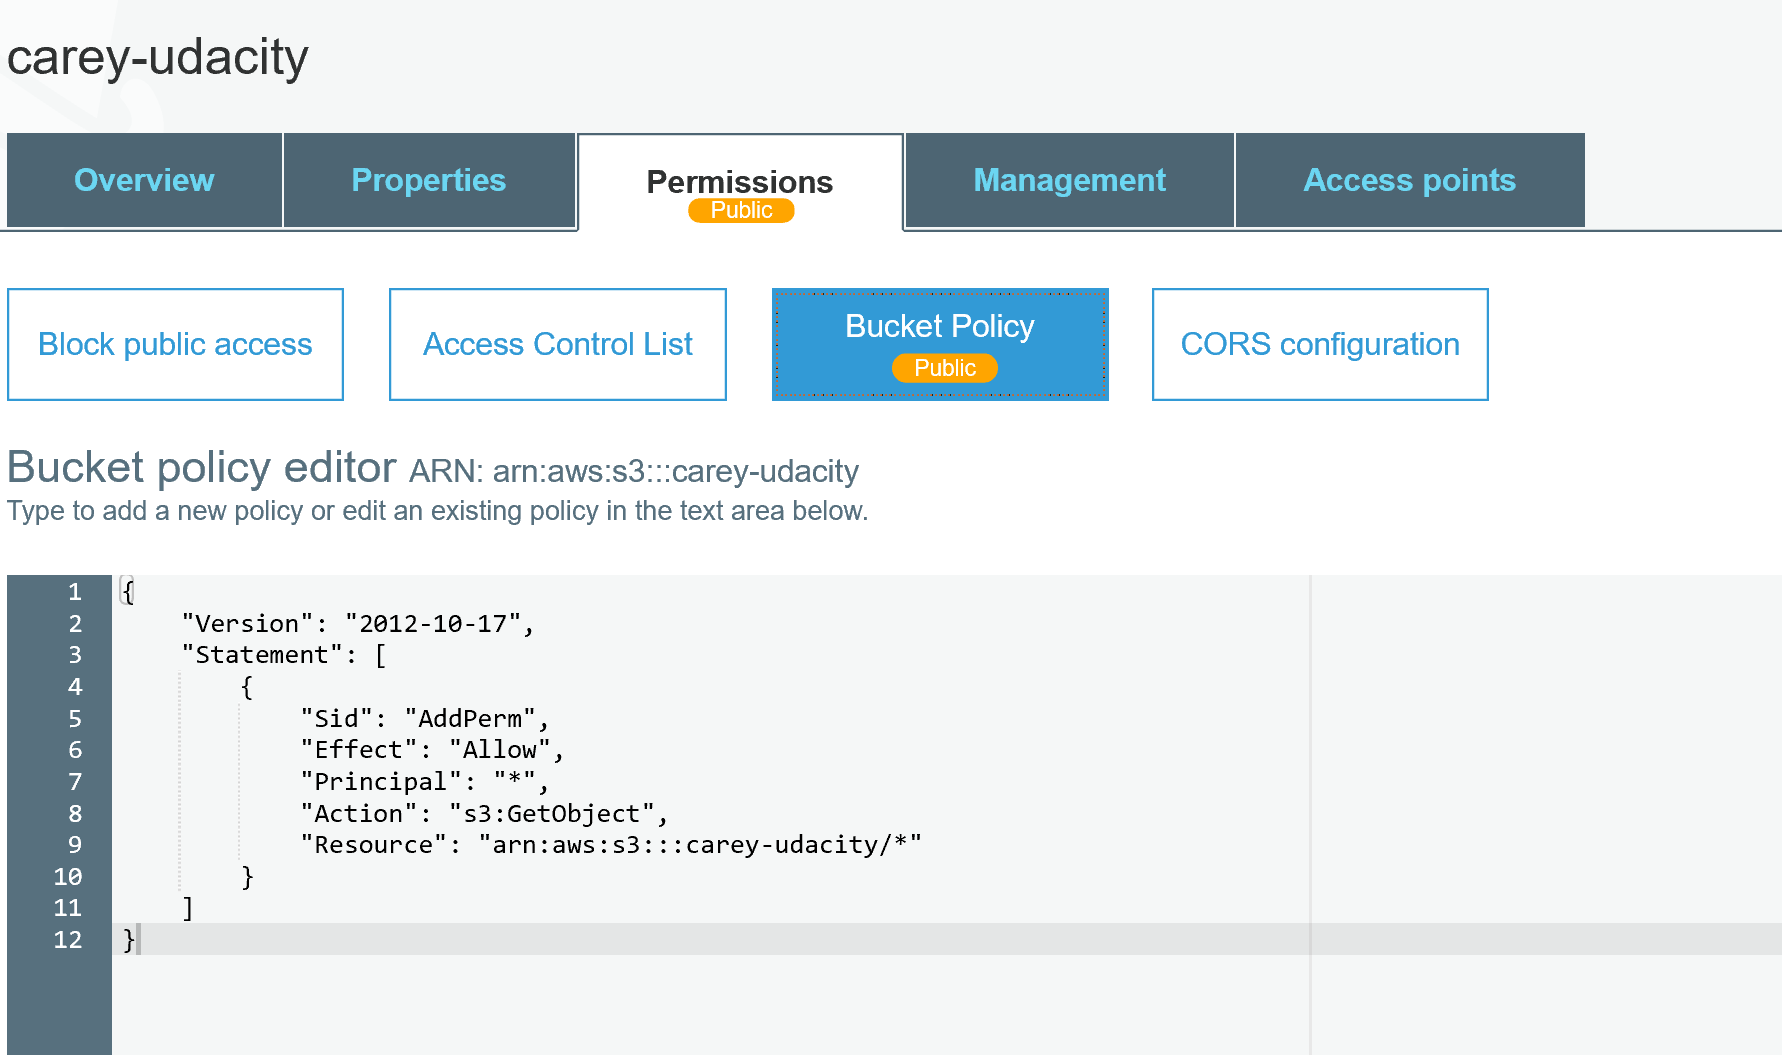 carey-udacity
Overview Properties Permissions Management Access points
Public
Block public access Access Control List Bucket Policy CORS configuration
Public
Bucket policy editor ARN: arn:aws:s3:::carey-udacity
Type to add a new policy or edit an existing policy in the text area below.
1 {
2 "Version": "2012-10-17",
3 "Statement": [
4 {
5 "Sid": "AddPerm",
6 "Effect": "Allow",
7 "Principal": "*",
8 "Action": "s3:GetObject",
9 "Resource": "arn:aws:s3:::carey-udacity/*"
10 }
11 ]
12 }